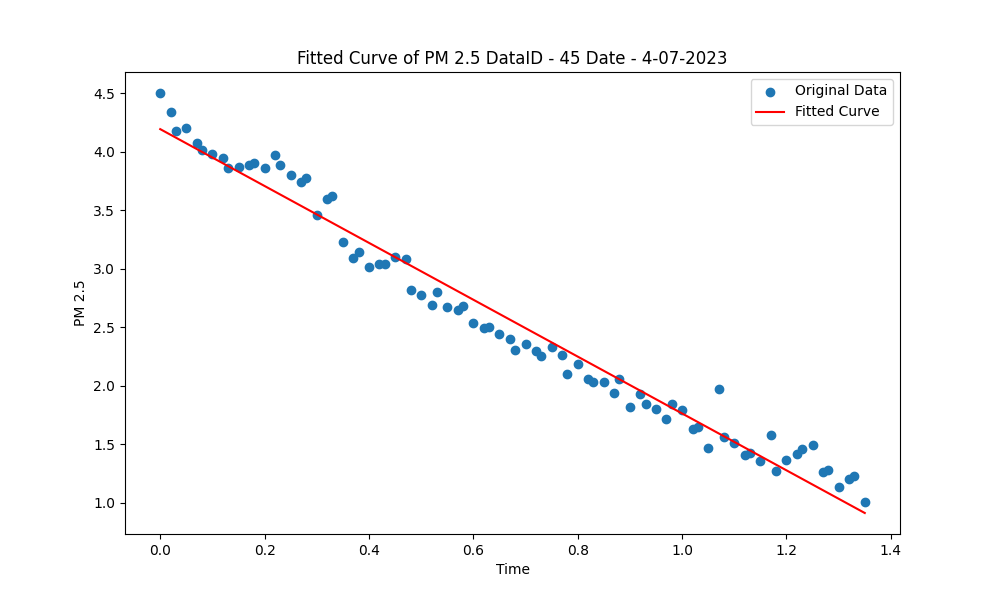 Fitted Curve of PM 2.5 DataID - 45 Date - 4-07-2023
Original Data
Fitted Curve
PM 2.5
4.5
4.0
3.5
3.0
2.5
2.0
1.5
1.0
0.0 0.2 0.4 0.6 0.8 1.0 1.2 1.4
Time